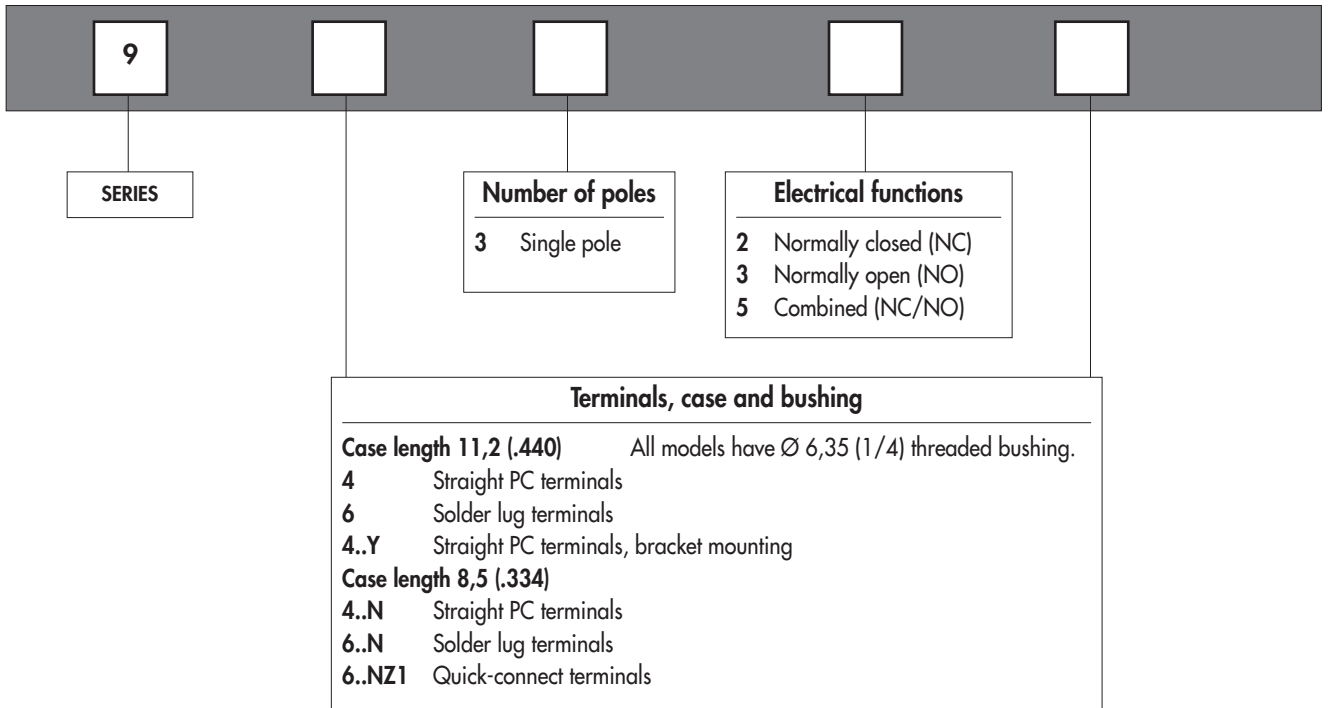 9
SERIES
Number of poles
3 Single pole
Electrical functions
2 Normally closed (NC)
3 Normally open (NO)
5 Combined (NC/NO)
Terminals, case and bushing
Case length 11,2 (.440) All models have Ø 6,35 (1/4) threaded bushing.
4 Straight PC terminals
6 Solder lug terminals
4..Y Straight PC terminals, bracket mounting
Case length 8,5 (.334)
4..N Straight PC terminals
6..N Solder lug terminals
6..NZ1 Quick-connect terminals